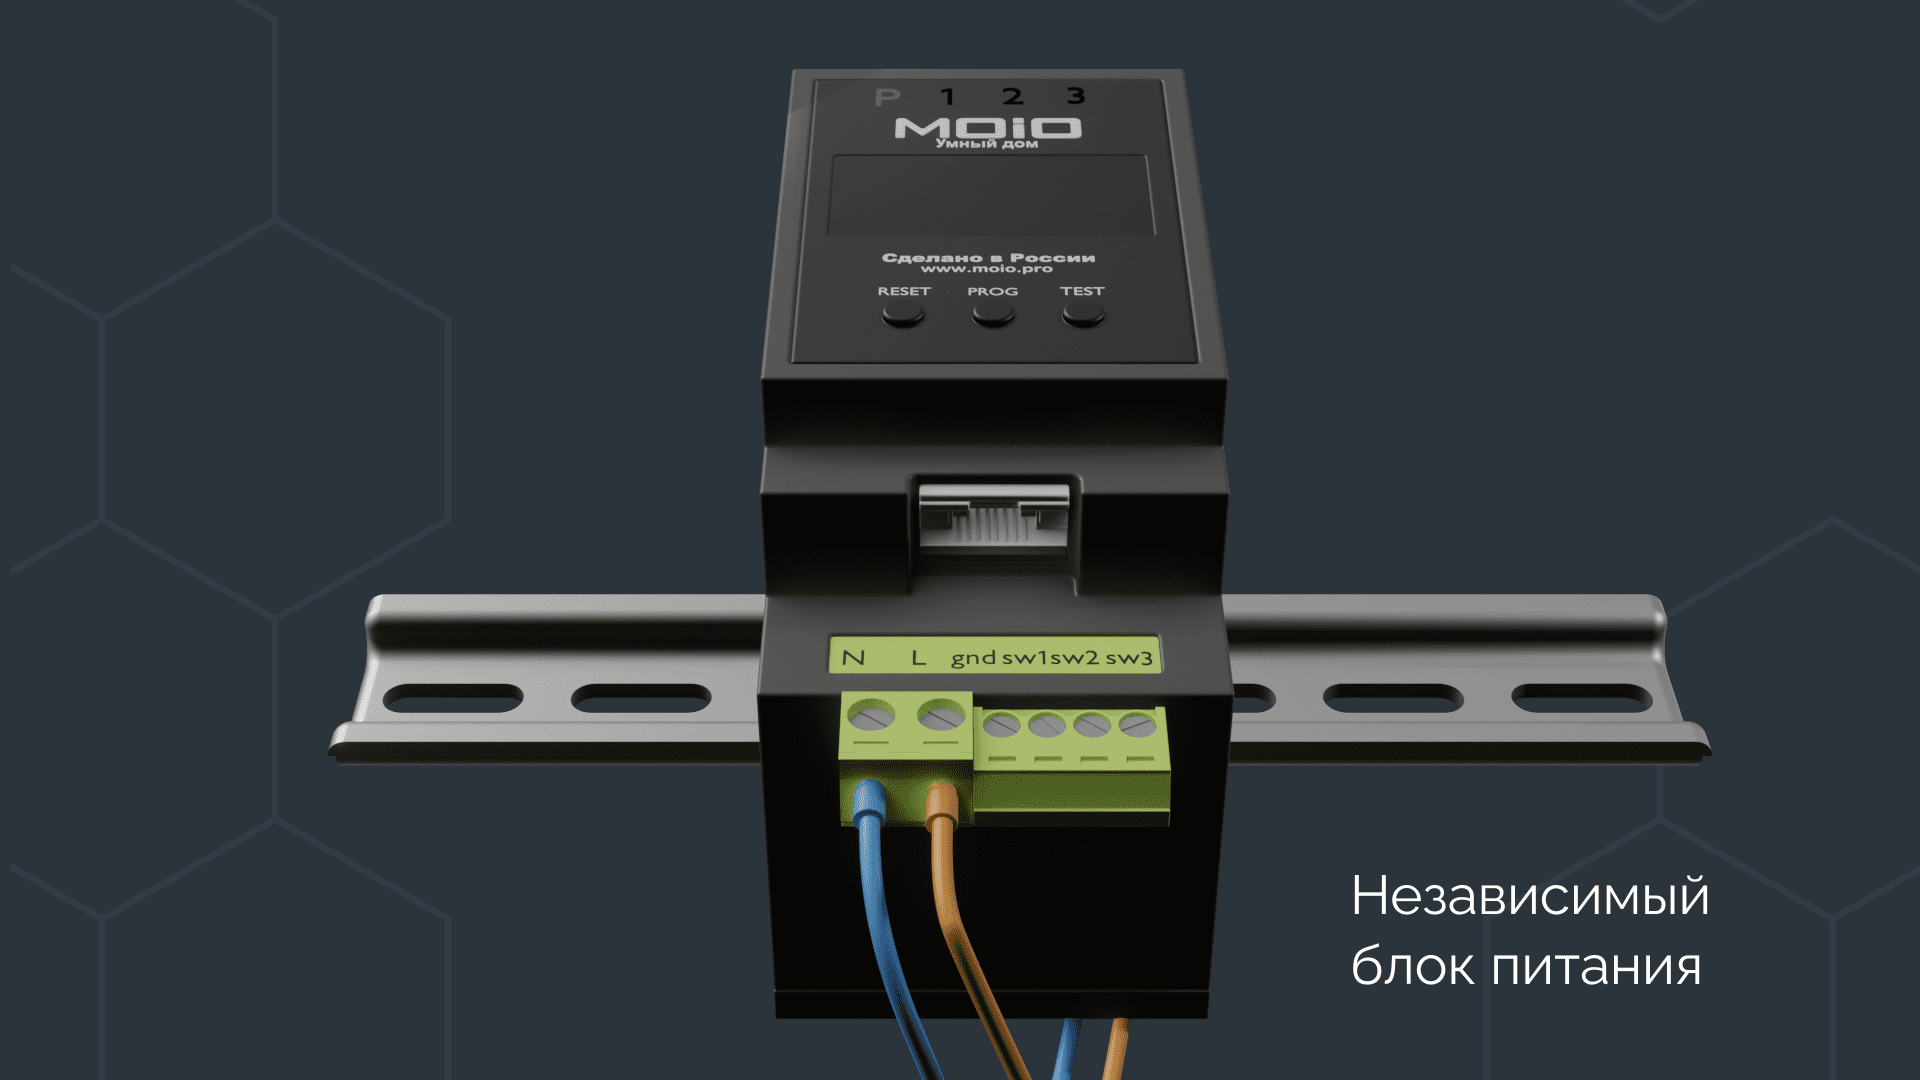 P 1 2 3
MOiO
Умный дом
Сделано в России
www.moio.pro
RESET PROG TEST
N L gnd sw1 sw2 sw3
Независимый
блок питания